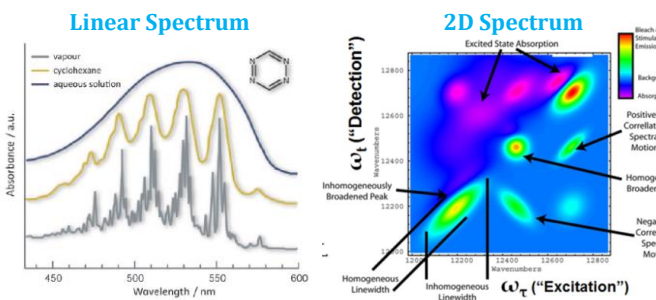 Linear Spectrum
2D Spectrum
vapour
cyclohexane
aqueous solution
N N
N N
Absorbance / a.u.
450 500 550 600
Wavelength / nm
Excited State Absorption
Bleach
Stimula
Emissio
Backgr
Absorp
ωt ("Detection")
Wavenumbers
12800
12600
12400
12200
Positive
Correlat
Spectra
Motion
Homog
Broade
Inhomogeneously
Broadened Peak
Nega
Corre
Spe
Mo
12200 12400 12600 12800
Wavenumbers
Homogeneous
Linewidth
Inhomogeneous
Linewidth
ωτ ("Excitation")